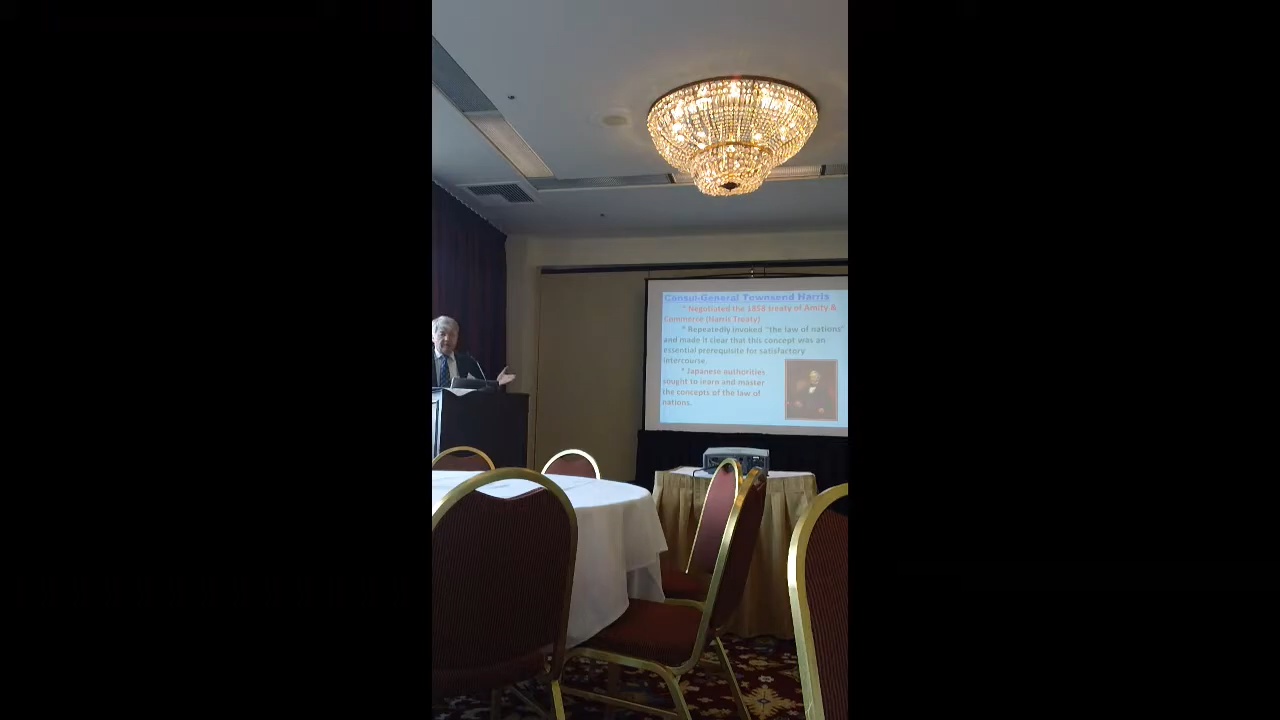 Consul-General Townsend Harris
* Negotiated the 1858 treaty of Amity &
Commerce (Harris Treaty)
* Repeatedly invoked "the law of nations"
and made it clear that this concept was an
essential prerequisite for satisfactory
intercourse.
* Japanese authorities
sought to learn and master
the concepts of the law of
nations.